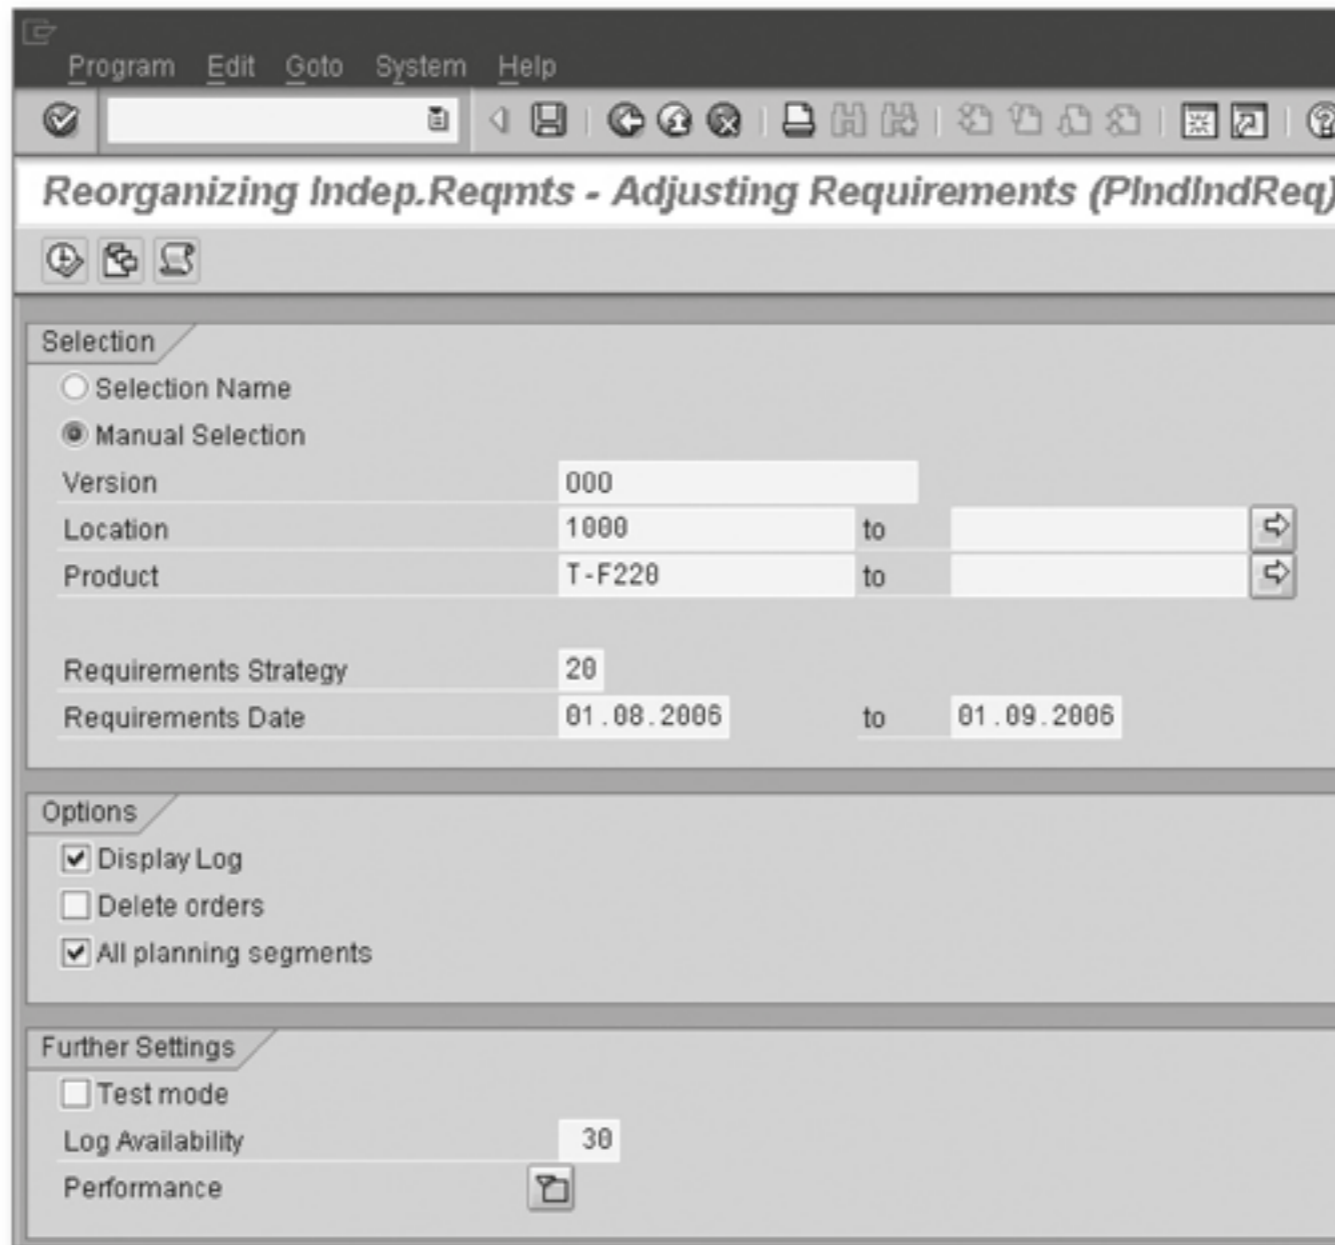 Program Edit Goto System Help
Reorganizing Indep.Reqmts - Adjusting Requirements (PlndIndReq)
Selection
Selection Name
Manual Selection
Version 000
Location 1000 to
Product T-F220 to
Requirements Strategy 20
Requirements Date 01.08.2006 to 01.09.2006
Options
Display Log
Delete orders
All planning segments
Further Settings
Test mode
Log Availability 30
Performance